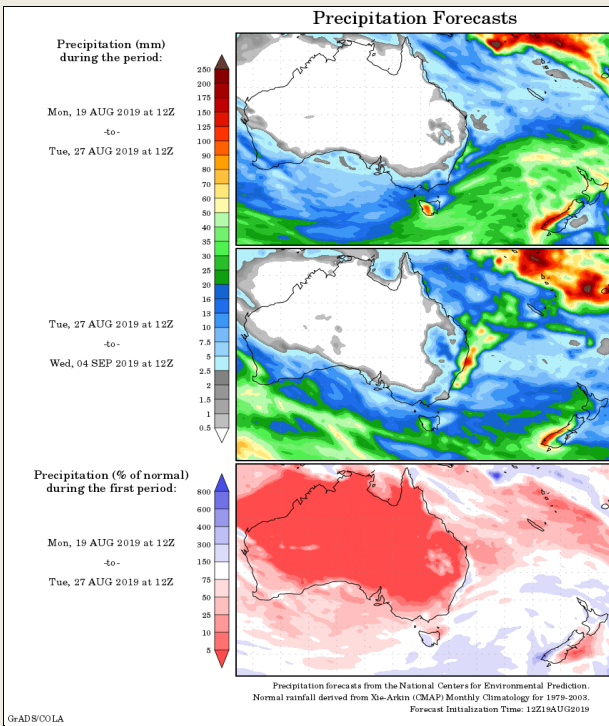 Precipitation Forecasts
Precipitation (mm)
during the period:
Mon, 19 AUG 2019 at 12Z
-to-
Tue, 27 AUG 2019 at 12Z
250
200
175
150
125
100
90
80
70
60
50
40
35
30
25
20
16
13
10
7.5
5
2.5
2
1.5
1
0.5
Tue, 27 AUG 2019 at 12Z
-to-
Wed, 04 SEP 2019 at 12Z
Precipitation (% of normal)
during the first period:
Mon, 19 AUG 2019 at 12Z
-to-
Tue, 27 AUG 2019 at 12Z
800
600
400
300
150
75
50
25
10
5
Precipitation forecasts from the National Centers for Environmental Prediction.
Normal rainfall derived from Xie-Arkin (CMAP) Monthly Climatology for 1979-2003.
Forecast Initialization Time: 12Z19AUG2019
GrADS/COLA